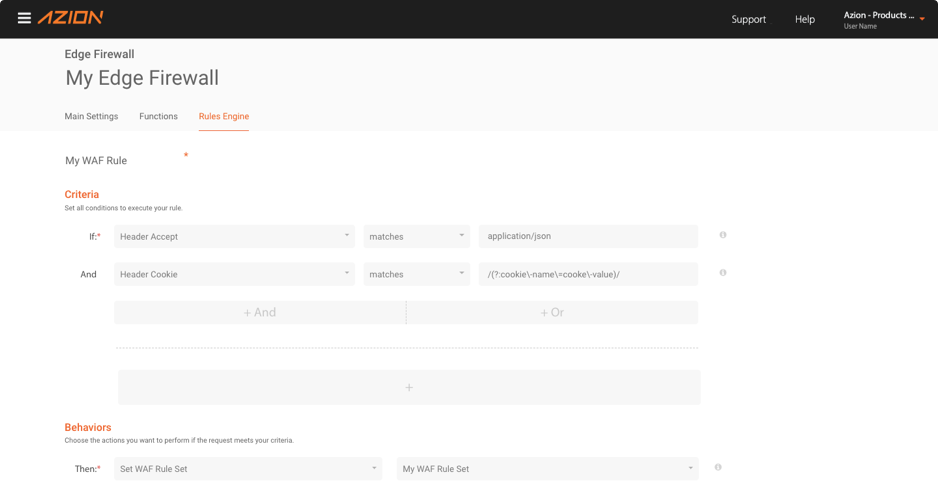 AZION
Support Help Azion - Products ...
User Name
Edge Firewall
My Edge Firewall
Main Settings Functions Rules Engine
My WAF Rule *
Criteria
Set all conditions to execute your rule.
If:* Header Accept matches application/json
And Header Cookie matches /(?:cookie\-name\=cooke\-value)/
+ And + Or
+
Behaviors
Choose the actions you want to perform if the request meets your criteria.
Then:* Set WAF Rule Set My WAF Rule Set